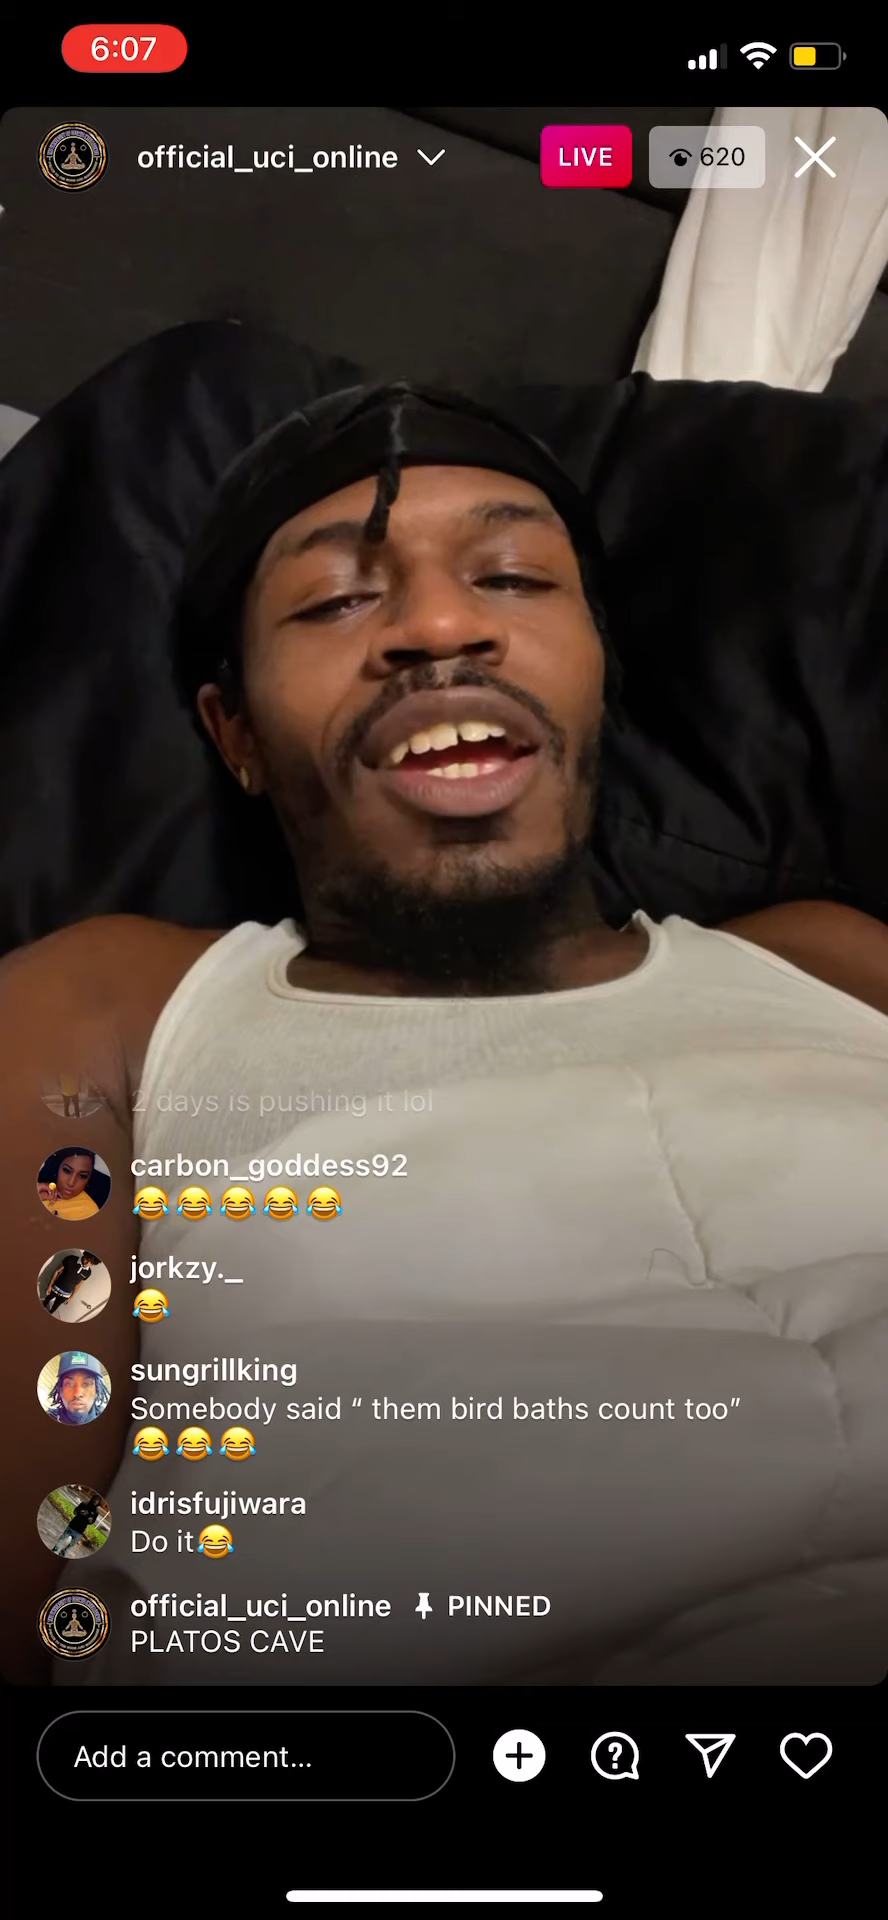 6:07
official_uci_online
LIVE
620
2 days is pushing it lol
carbon_goddess92
😂😂😂😂😂
jorkzy._
😂
sungrillking
Somebody said “ them bird baths count too”
😂😂😂
idrisfujiwara
Do it😂
official_uci_online PINNED
PLATOS CAVE
Add a comment...